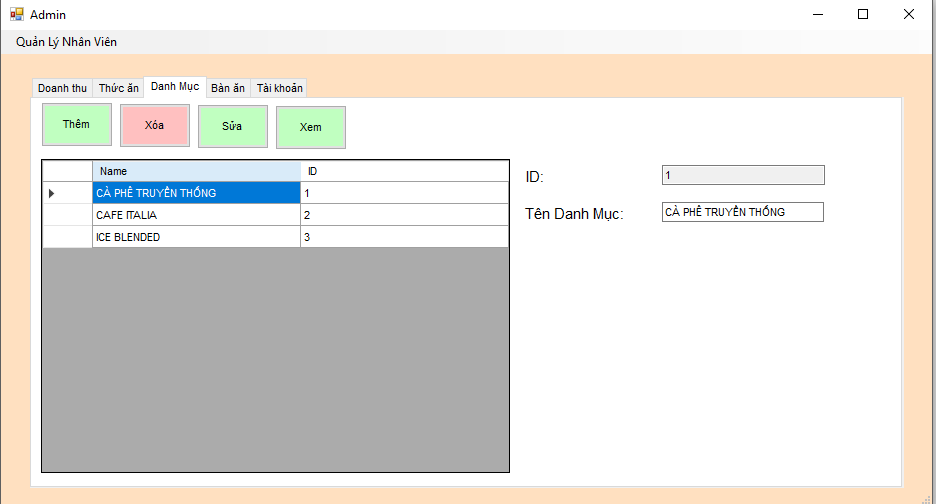 Admin
Quản Lý Nhân Viên
Doanh thu Thức ăn Danh Mục Bàn ăn Tài khoản
Thêm Xóa Sửa Xem
Name ID
CÀ PHÊ TRUYỀN THỐNG 1
CAFE ITALIA 2
ICE BLENDED 3
ID: 1
Tên Danh Mục: CÀ PHÊ TRUYỀN THỐNG